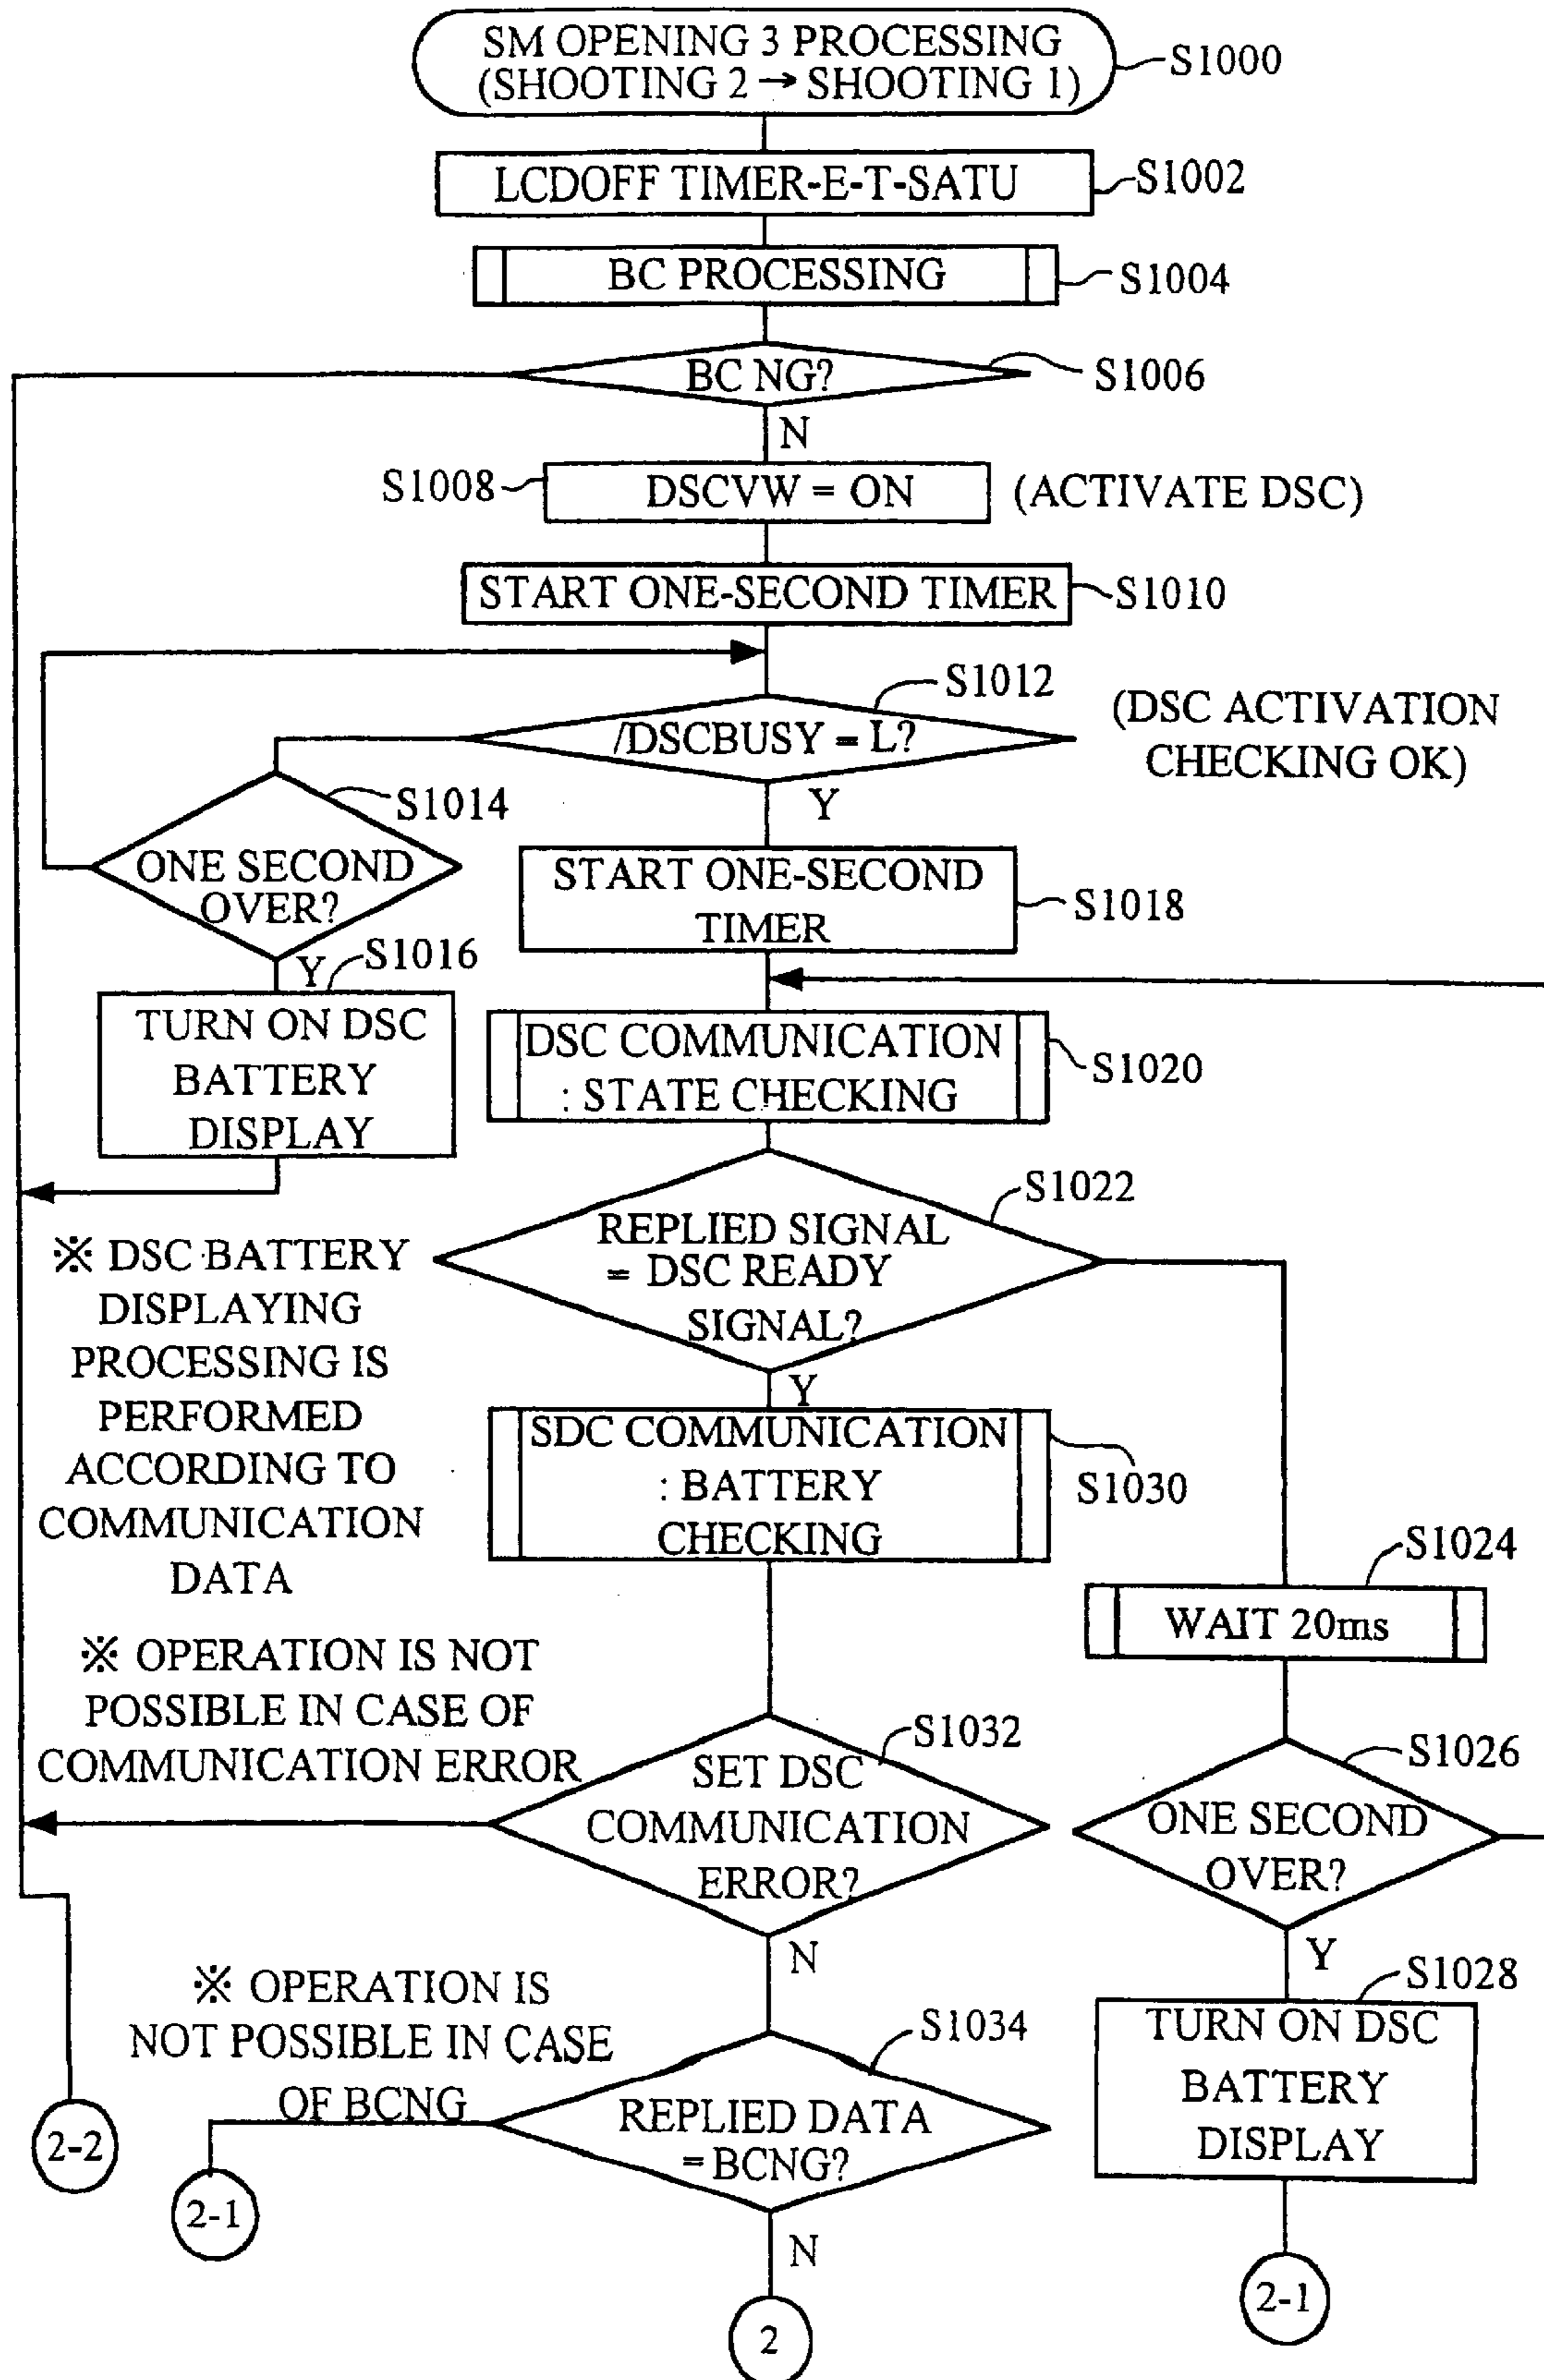 SM OPENING 3 PROCESSING
(SHOOTING 2 → SHOOTING 1)
S1000
LCDOFF TIMER-E-T-SATU
S1002
BC PROCESSING
S1004
BC NG?
S1006
N
S1008
DSCVW = ON
(ACTIVATE DSC)
START ONE-SECOND TIMER
S1010
S1012
/DSCBUSY = L?
(DSC ACTIVATION
CHECKING OK)
Y
S1014
ONE SECOND
OVER?
Y
START ONE-SECOND
TIMER
S1018
S1016
TURN ON DSC
BATTERY
DISPLAY
DSC COMMUNICATION
: STATE CHECKING
S1020
S1022
REPLIED SIGNAL
= DSC READY
SIGNAL?
Y
※ DSC BATTERY
DISPLAYING
PROCESSING IS
PERFORMED
ACCORDING TO
COMMUNICATION
DATA
SDC COMMUNICATION
: BATTERY
CHECKING
S1030
S1024
WAIT 20ms
※ OPERATION IS NOT
POSSIBLE IN CASE OF
COMMUNICATION ERROR
S1032
SET DSC
COMMUNICATION
ERROR?
N
S1026
ONE SECOND
OVER?
Y
S1028
TURN ON DSC
BATTERY
DISPLAY
※ OPERATION IS
NOT POSSIBLE IN CASE
OF BCNG
S1034
REPLIED DATA
= BCNG?
N
2-2
2-1
2
2-1